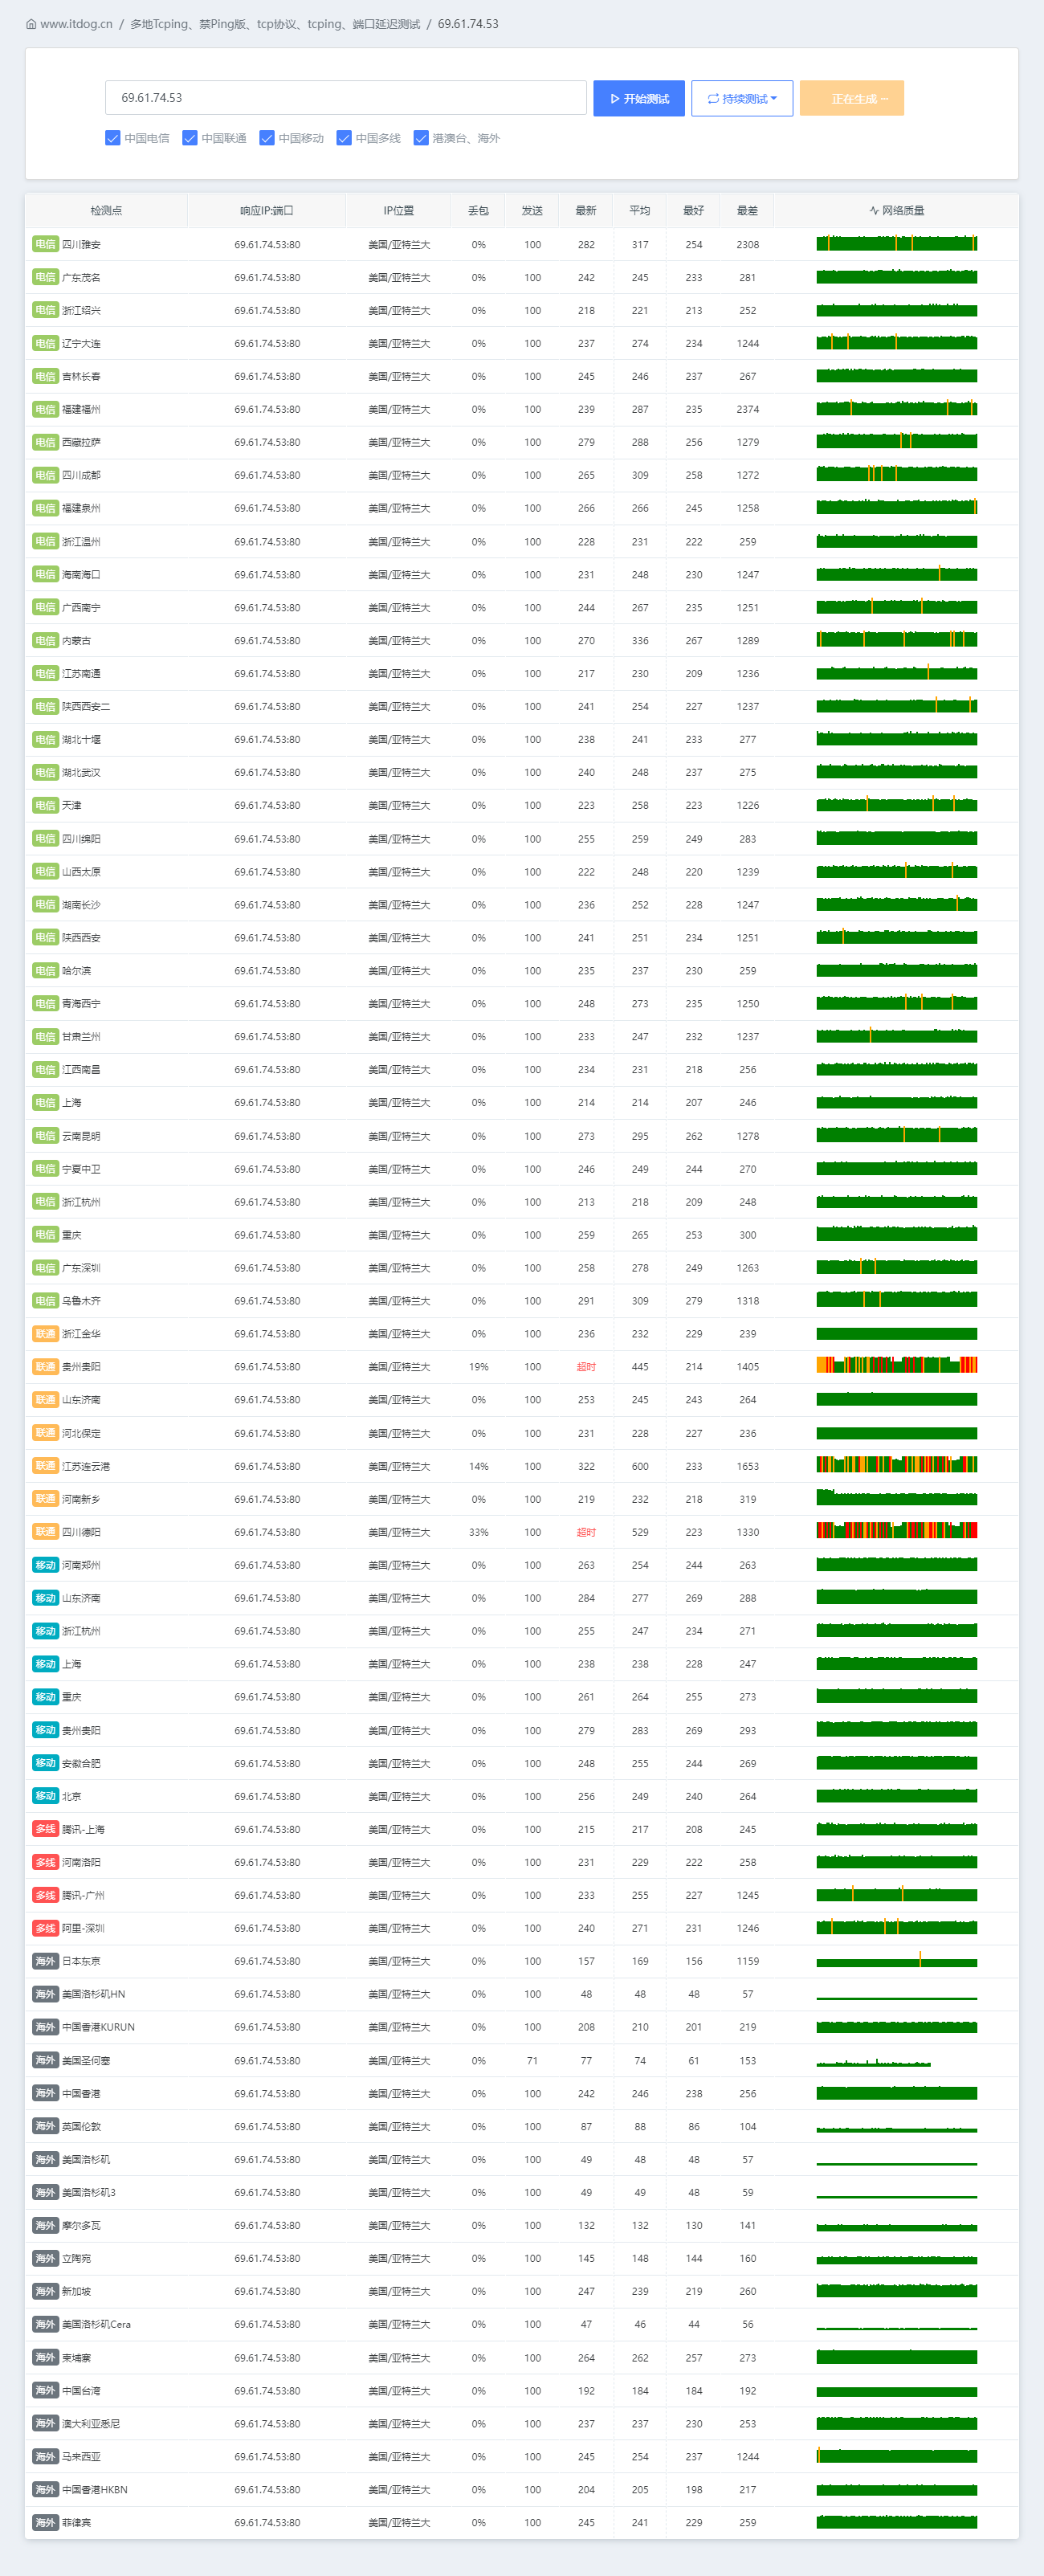 www.itdog.cn / 多地Tcping、禁Ping版、tcp协议、tcping、端口延迟测试 / 69.61.74.53
69.61.74.53 开始测试 持续测试 正在生成 ···
中国电信 中国联通 中国移动 中国多线 港澳台、海外
检测点 响应IP:端口 IP位置 丢包 发送 最新 平均 最好 最差 网络质量
电信 四川雅安 69.61.74.53:80 美国/亚特兰大 0% 100 282 317 254 2308
电信 广东茂名 69.61.74.53:80 美国/亚特兰大 0% 100 242 245 233 281
电信 浙江绍兴 69.61.74.53:80 美国/亚特兰大 0% 100 218 221 213 252
电信 辽宁大连 69.61.74.53:80 美国/亚特兰大 0% 100 237 274 234 1244
电信 吉林长春 69.61.74.53:80 美国/亚特兰大 0% 100 245 246 237 267
电信 福建福州 69.61.74.53:80 美国/亚特兰大 0% 100 239 287 235 2374
电信 西藏拉萨 69.61.74.53:80 美国/亚特兰大 0% 100 279 288 256 1279
电信 四川成都 69.61.74.53:80 美国/亚特兰大 0% 100 265 309 258 1272
电信 福建泉州 69.61.74.53:80 美国/亚特兰大 0% 100 266 266 245 1258
电信 浙江温州 69.61.74.53:80 美国/亚特兰大 0% 100 228 231 222 259
电信 海南海口 69.61.74.53:80 美国/亚特兰大 0% 100 231 248 230 1247
电信 广西南宁 69.61.74.53:80 美国/亚特兰大 0% 100 244 267 235 1251
电信 内蒙古 69.61.74.53:80 美国/亚特兰大 0% 100 270 336 267 1289
电信 江苏南通 69.61.74.53:80 美国/亚特兰大 0% 100 217 230 209 1236
电信 陕西西安二 69.61.74.53:80 美国/亚特兰大 0% 100 241 254 227 1237
电信 湖北十堰 69.61.74.53:80 美国/亚特兰大 0% 100 238 241 233 277
电信 湖北武汉 69.61.74.53:80 美国/亚特兰大 0% 100 240 248 237 275
电信 天津 69.61.74.53:80 美国/亚特兰大 0% 100 223 258 223 1226
电信 四川绵阳 69.61.74.53:80 美国/亚特兰大 0% 100 255 259 249 283
电信 山西太原 69.61.74.53:80 美国/亚特兰大 0% 100 222 248 220 1239
电信 湖南长沙 69.61.74.53:80 美国/亚特兰大 0% 100 236 252 228 1247
电信 陕西西安 69.61.74.53:80 美国/亚特兰大 0% 100 241 251 234 1251
电信 哈尔滨 69.61.74.53:80 美国/亚特兰大 0% 100 235 237 230 259
电信 青海西宁 69.61.74.53:80 美国/亚特兰大 0% 100 248 273 235 1250
电信 甘肃兰州 69.61.74.53:80 美国/亚特兰大 0% 100 233 247 232 1237
电信 江西南昌 69.61.74.53:80 美国/亚特兰大 0% 100 234 231 218 256
电信 上海 69.61.74.53:80 美国/亚特兰大 0% 100 214 214 207 246
电信 云南昆明 69.61.74.53:80 美国/亚特兰大 0% 100 273 295 262 1278
电信 宁夏中卫 69.61.74.53:80 美国/亚特兰大 0% 100 246 249 244 270
电信 浙江杭州 69.61.74.53:80 美国/亚特兰大 0% 100 213 218 209 248
电信 重庆 69.61.74.53:80 美国/亚特兰大 0% 100 259 265 253 300
电信 广东深圳 69.61.74.53:80 美国/亚特兰大 0% 100 258 278 249 1263
电信 乌鲁木齐 69.61.74.53:80 美国/亚特兰大 0% 100 291 309 279 1318
联通 浙江金华 69.61.74.53:80 美国/亚特兰大 0% 100 236 232 229 239
联通 贵州贵阳 69.61.74.53:80 美国/亚特兰大 19% 100 超时 445 214 1405
联通 山东济南 69.61.74.53:80 美国/亚特兰大 0% 100 253 245 243 264
联通 河北保定 69.61.74.53:80 美国/亚特兰大 0% 100 231 228 227 236
联通 江苏连云港 69.61.74.53:80 美国/亚特兰大 14% 100 322 600 233 1653
联通 河南新乡 69.61.74.53:80 美国/亚特兰大 0% 100 219 232 218 319
联通 四川德阳 69.61.74.53:80 美国/亚特兰大 33% 100 超时 529 223 1330
移动 河南郑州 69.61.74.53:80 美国/亚特兰大 0% 100 263 254 244 263
移动 山东济南 69.61.74.53:80 美国/亚特兰大 0% 100 284 277 269 288
移动 浙江杭州 69.61.74.53:80 美国/亚特兰大 0% 100 255 247 234 271
移动 上海 69.61.74.53:80 美国/亚特兰大 0% 100 238 238 228 247
移动 重庆 69.61.74.53:80 美国/亚特兰大 0% 100 261 264 255 273
移动 贵州贵阳 69.61.74.53:80 美国/亚特兰大 0% 100 279 283 269 293
移动 安徽合肥 69.61.74.53:80 美国/亚特兰大 0% 100 248 255 244 269
移动 北京 69.61.74.53:80 美国/亚特兰大 0% 100 256 249 240 264
多线 腾讯-上海 69.61.74.53:80 美国/亚特兰大 0% 100 215 217 208 245
多线 河南洛阳 69.61.74.53:80 美国/亚特兰大 0% 100 231 229 222 258
多线 腾讯-广州 69.61.74.53:80 美国/亚特兰大 0% 100 233 255 227 1245
多线 阿里-深圳 69.61.74.53:80 美国/亚特兰大 0% 100 240 271 231 1246
海外 日本东京 69.61.74.53:80 美国/亚特兰大 0% 100 157 169 156 1159
海外 美国洛杉矶HN 69.61.74.53:80 美国/亚特兰大 0% 100 48 48 48 57
海外 中国香港KURUN 69.61.74.53:80 美国/亚特兰大 0% 100 208 210 201 219
海外 美国圣何塞 69.61.74.53:80 美国/亚特兰大 0% 71 77 74 61 153
海外 中国香港 69.61.74.53:80 美国/亚特兰大 0% 100 242 246 238 256
海外 英国伦敦 69.61.74.53:80 美国/亚特兰大 0% 100 87 88 86 104
海外 美国洛杉矶 69.61.74.53:80 美国/亚特兰大 0% 100 49 48 48 57
海外 美国洛杉矶3 69.61.74.53:80 美国/亚特兰大 0% 100 49 49 48 59
海外 摩尔多瓦 69.61.74.53:80 美国/亚特兰大 0% 100 132 132 130 141
海外 立陶宛 69.61.74.53:80 美国/亚特兰大 0% 100 145 148 144 160
海外 新加坡 69.61.74.53:80 美国/亚特兰大 0% 100 247 239 219 260
海外 美国洛杉矶Cera 69.61.74.53:80 美国/亚特兰大 0% 100 47 46 44 56
海外 柬埔寨 69.61.74.53:80 美国/亚特兰大 0% 100 264 262 257 273
海外 中国台湾 69.61.74.53:80 美国/亚特兰大 0% 100 192 184 184 192
海外 澳大利亚悉尼 69.61.74.53:80 美国/亚特兰大 0% 100 237 237 230 253
海外 马来西亚 69.61.74.53:80 美国/亚特兰大 0% 100 245 254 237 1244
海外 中国香港HKBN 69.61.74.53:80 美国/亚特兰大 0% 100 204 205 198 217
海外 菲律宾 69.61.74.53:80 美国/亚特兰大 0% 100 245 241 229 259